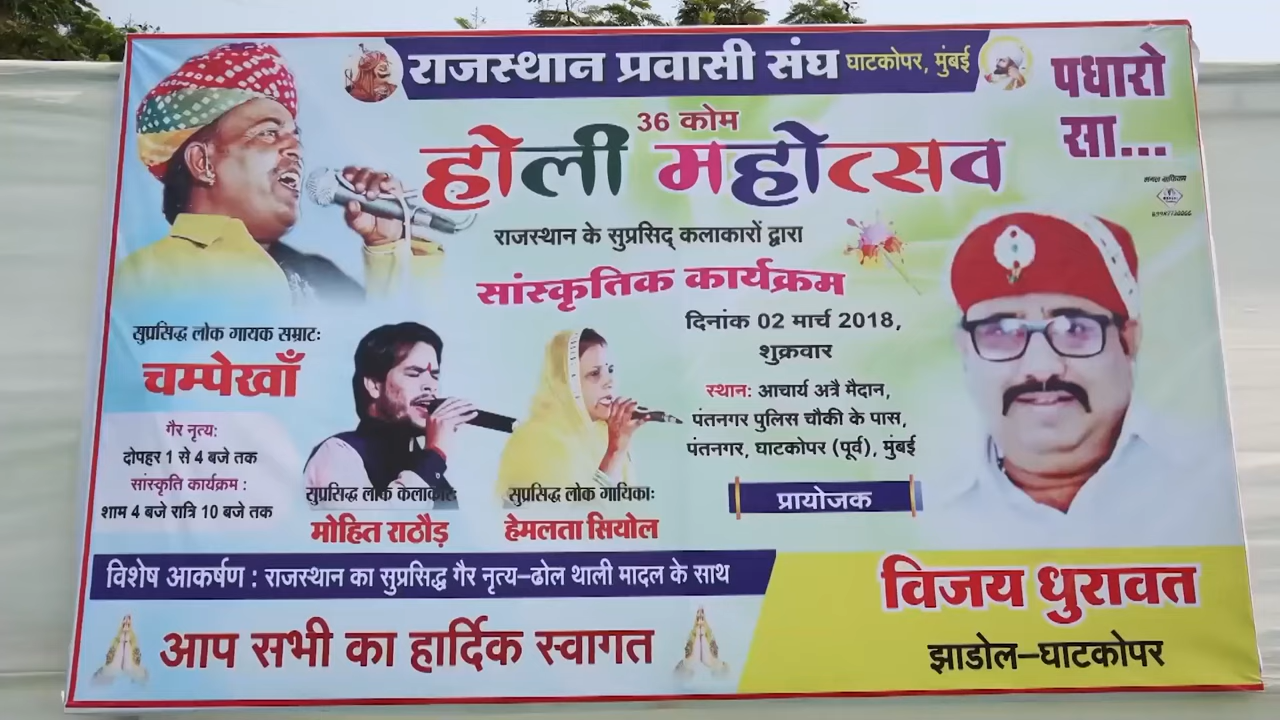 राजस्थान प्रवासी संघ घाटकोपर, मुंबई
पधारो
सा...
36 कोम
होली महोत्सव
राजस्थान के सुप्रसिद् कलाकारों द्वारा
सांस्कृतिक कार्यक्रम
दिनांक 02 मार्च 2018,
शुक्रवार
स्थान: आचार्य अत्रै मैदान,
पंतनगर पुलिस चौकी के पास,
पंतनगर, घाटकोपर (पूर्व), मुंबई
सुप्रसिद्ध लोक गायक सम्राट:
चम्पेखाँ
गैर नृत्य:
दोपहर 1 से 4 बजे तक
सांस्कृति कार्यक्रम :
शाम 4 बजे रात्रि 10 बजे तक
सुप्रसिद्ध लोक कलाकार:
मोहित राठौड़
सुप्रसिद्ध लोक गायिका:
हेमलता सियोल
प्रायोजक
विजय धुरावत
झाडोल-घाटकोपर
विशेष आकर्षण : राजस्थान का सुप्रसिद्ध गैर नृत्य-ढोल थाली मादल के साथ
आप सभी का हार्दिक स्वागत